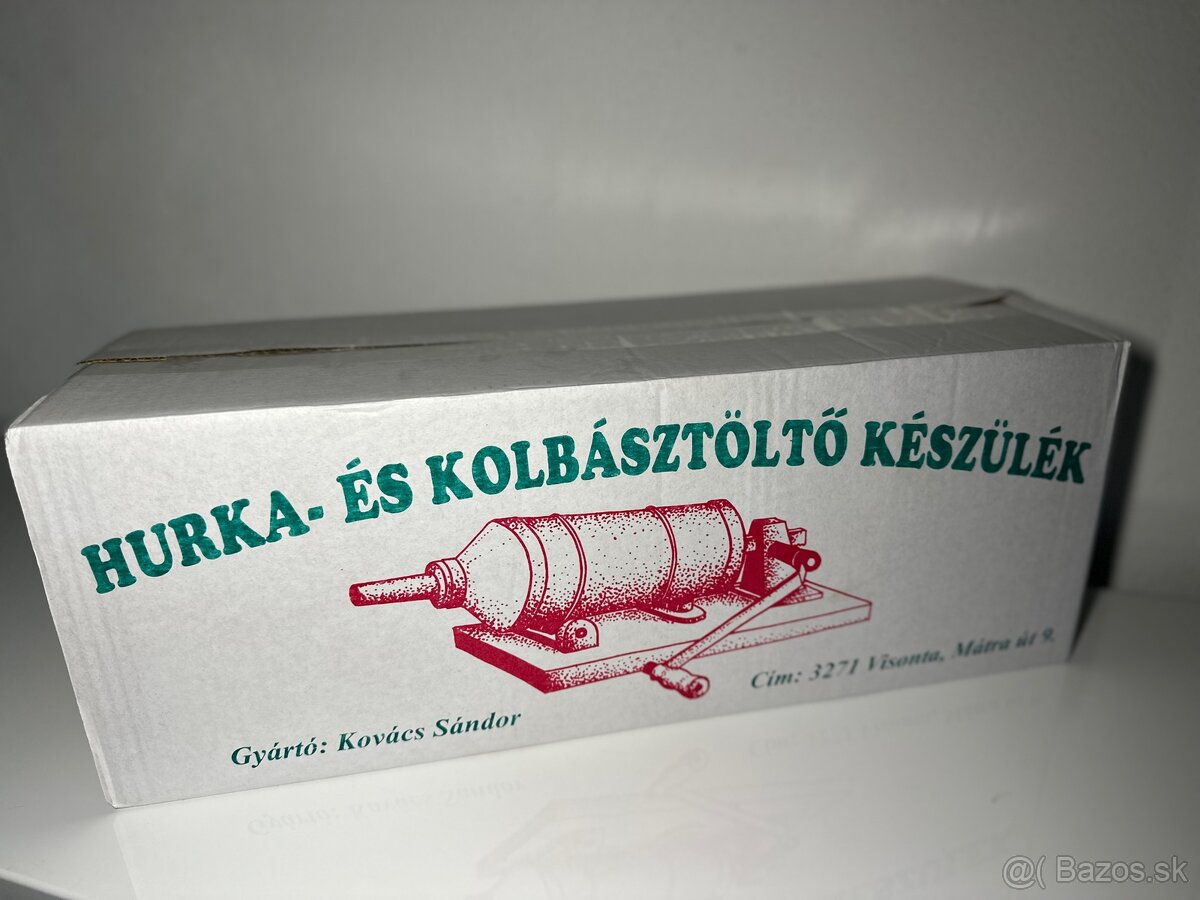 HURKA- ÉS KOLBÁSZTÖLTŐ KÉSZÜLÉK
Gyártó: Kovács Sándor
Cím: 3271 Visonta, Mátra út 9.
@( Bazos.sk